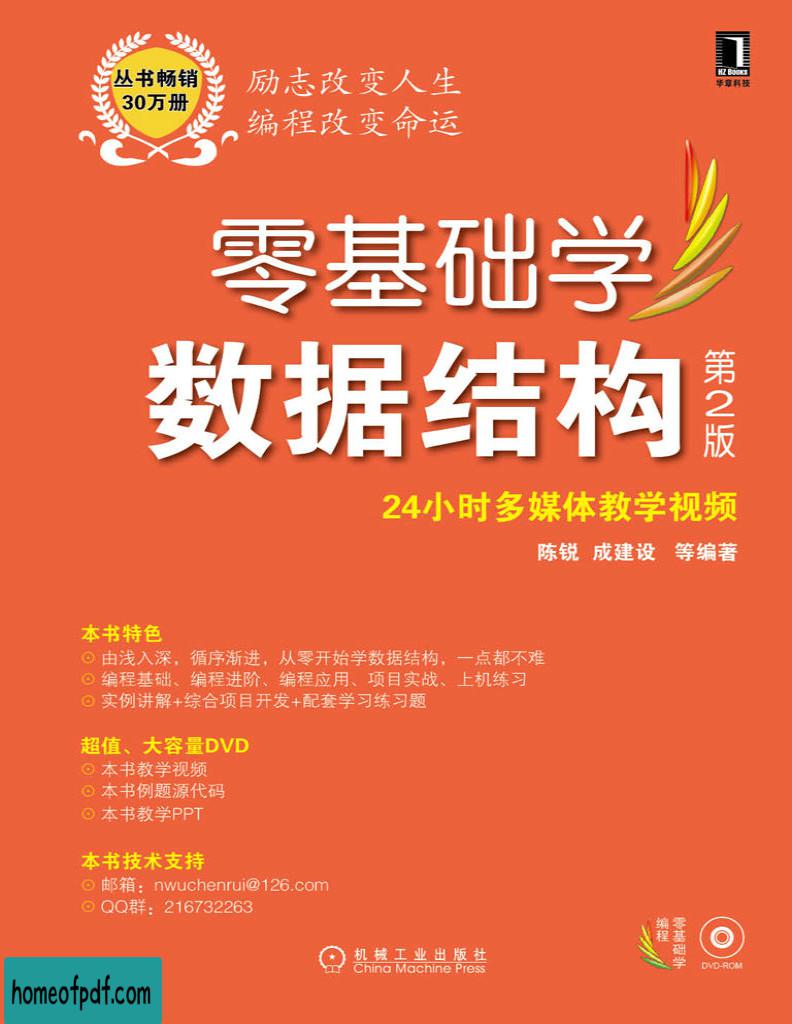 丛书畅销
30万册
励志改变人生
编程改变命运
HZ BOOKS
华章科技
零基础学
数据结构
第2版
24小时多媒体教学视频
陈锐 成建设 等编著
本书特色
由浅入深，循序渐进，从零开始学数据结构，一点都不难
编程基础、编程进阶、编程应用、项目实战、上机练习
实例讲解+综合项目开发+配套学习练习题
超值、大容量DVD
本书教学视频
本书例题源代码
本书教学PPT
本书技术支持
邮箱：nwuchenrui@126.com
QQ群：216732263
零基础学
编程
DVD-ROM
机械工业出版社
China Machine Press
homeofpdf.com